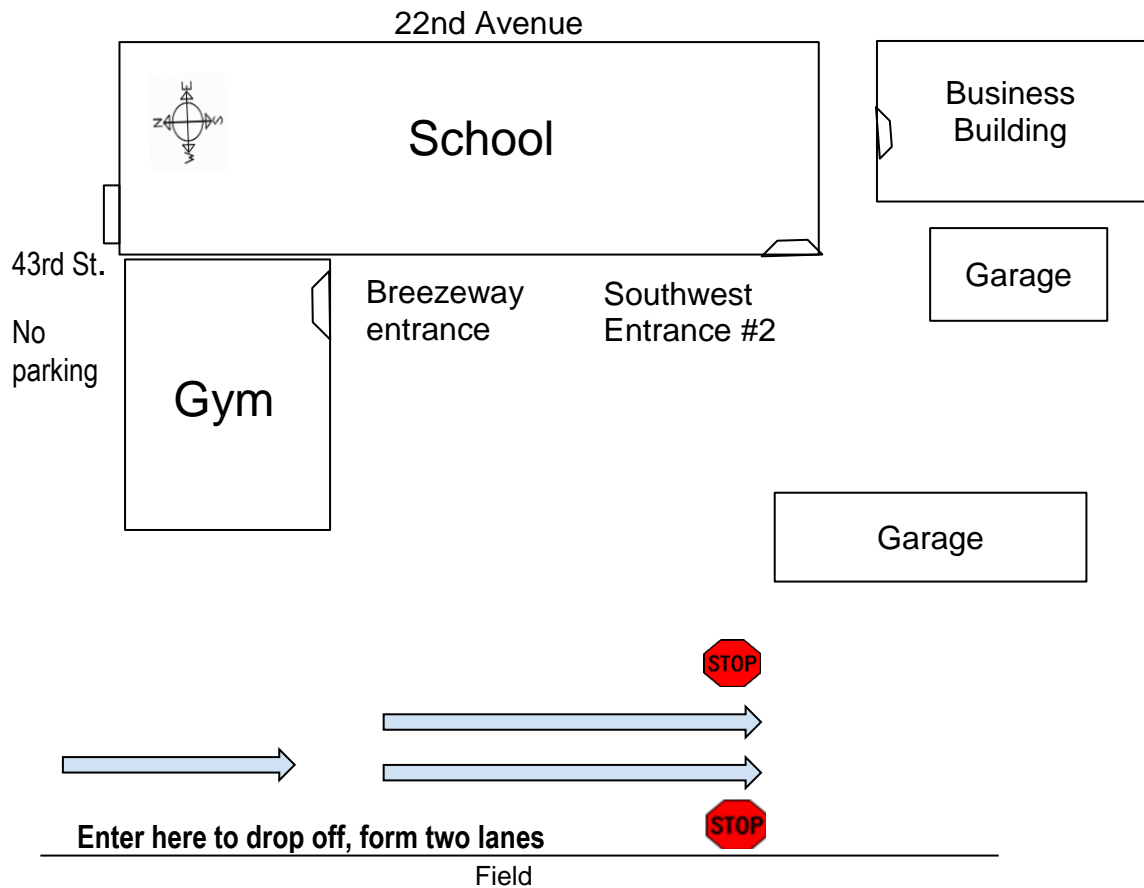 22nd Avenue
E
N
S
W
School
Business
Building
43rd St.
Garage
Breezeway
entrance
Southwest
Entrance #2
No
parking
Gym
Garage
STOP
STOP
Enter here to drop off, form two lanes
Field